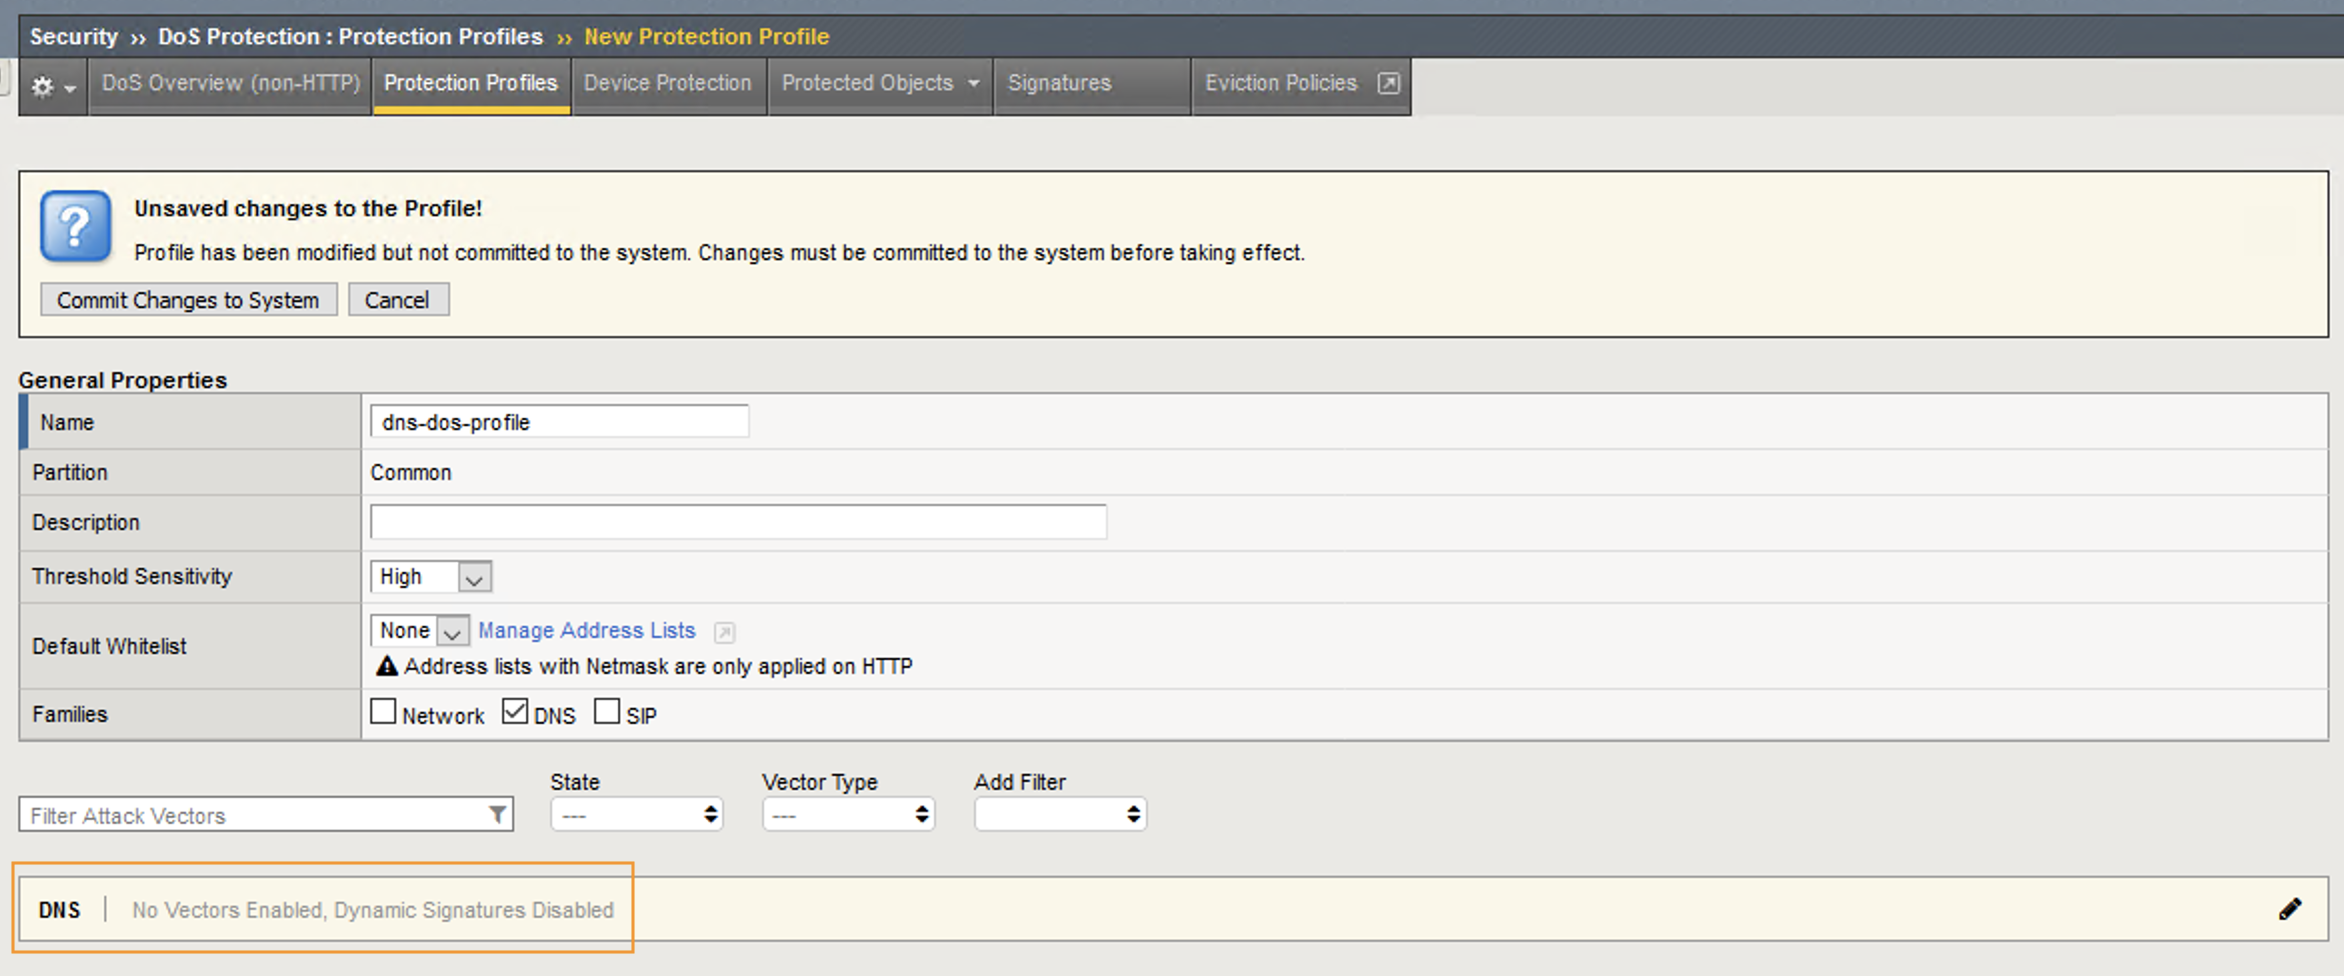 Security ›› DoS Protection : Protection Profiles ›› New Protection Profile
DoS Overview (non-HTTP) Protection Profiles Device Protection Protected Objects Signatures Eviction Policies
Unsaved changes to the Profile!
Profile has been modified but not committed to the system. Changes must be committed to the system before taking effect.
Commit Changes to System Cancel
General Properties
Name dns-dos-profile
Partition Common
Description
Threshold Sensitivity High
Default Whitelist None Manage Address Lists
Address lists with Netmask are only applied on HTTP
Families Network DNS SIP
State Vector Type Add Filter
Filter Attack Vectors --- ---
DNS | No Vectors Enabled, Dynamic Signatures Disabled